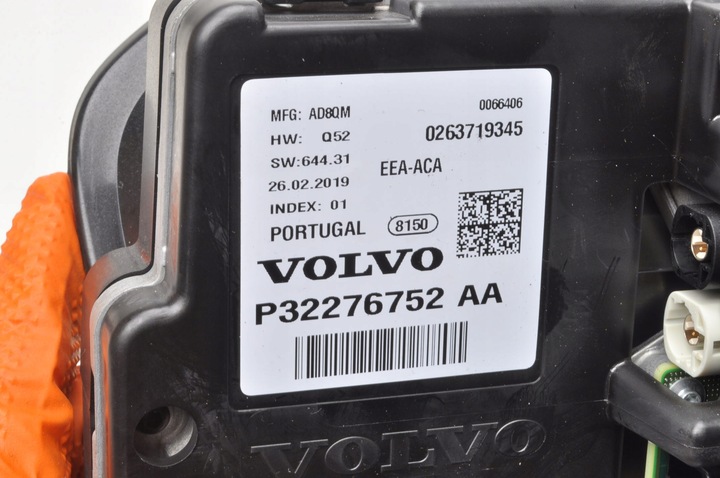 MFG: AD8QM 0066406
HW: Q52 0263719345
SW:644.31 EEA-ACA
26.02.2019
INDEX: 01
PORTUGAL 8150
VOLVO
P32276752 AA
VOLVO